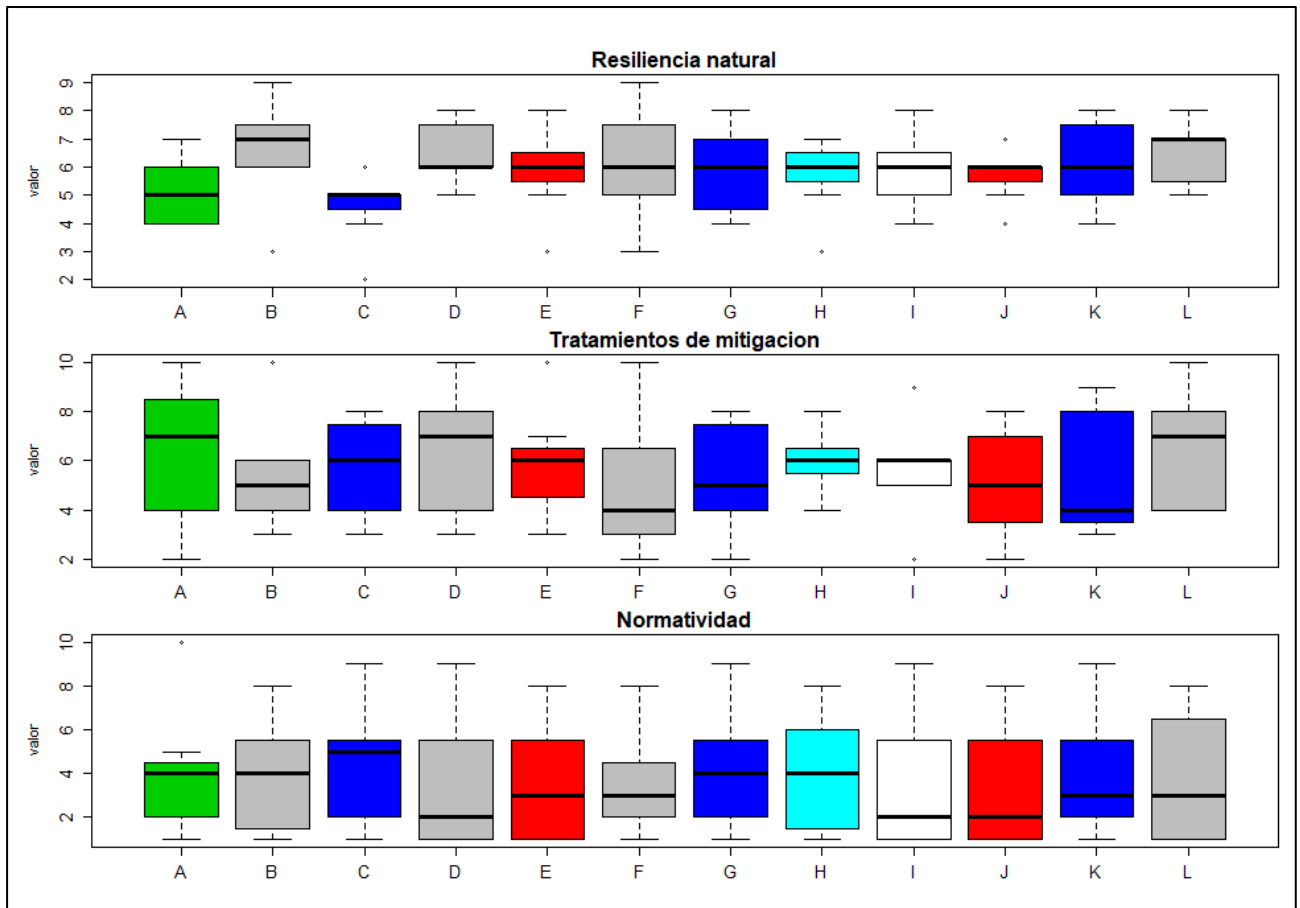 Resiliencia natural
valor
9
8
7
6
5
4
3
2
A B C D E F G H I J K L
Tratamientos de mitigacion
valor
10
8
6
4
2
A B C D E F G H I J K L
Normatividad
valor
10
8
6
4
2
A B C D E F G H I J K L